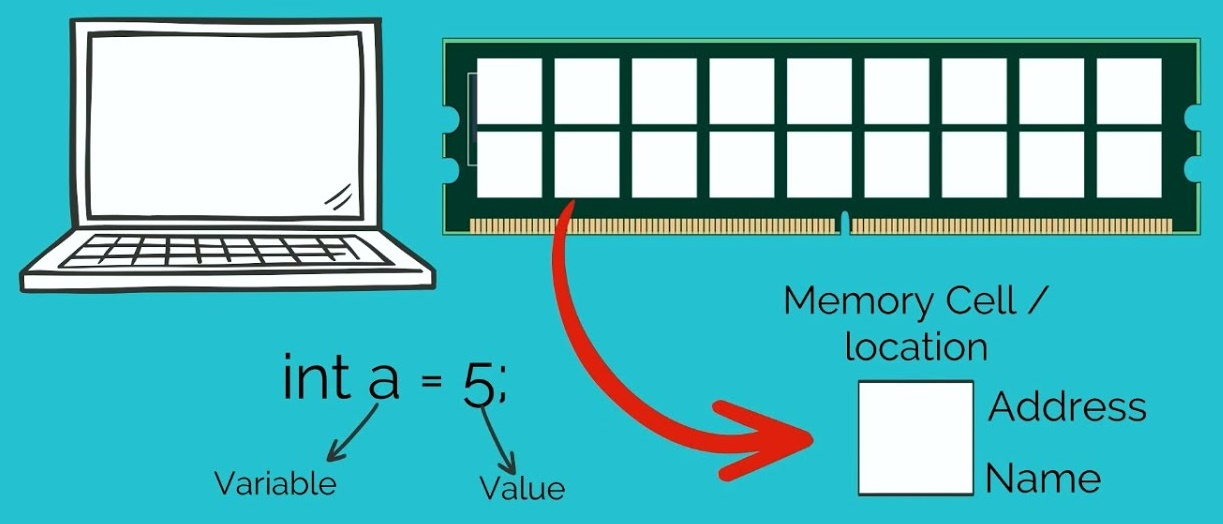 Memory Cell /
location
int a = 5;
Address
Variable
Value
Name